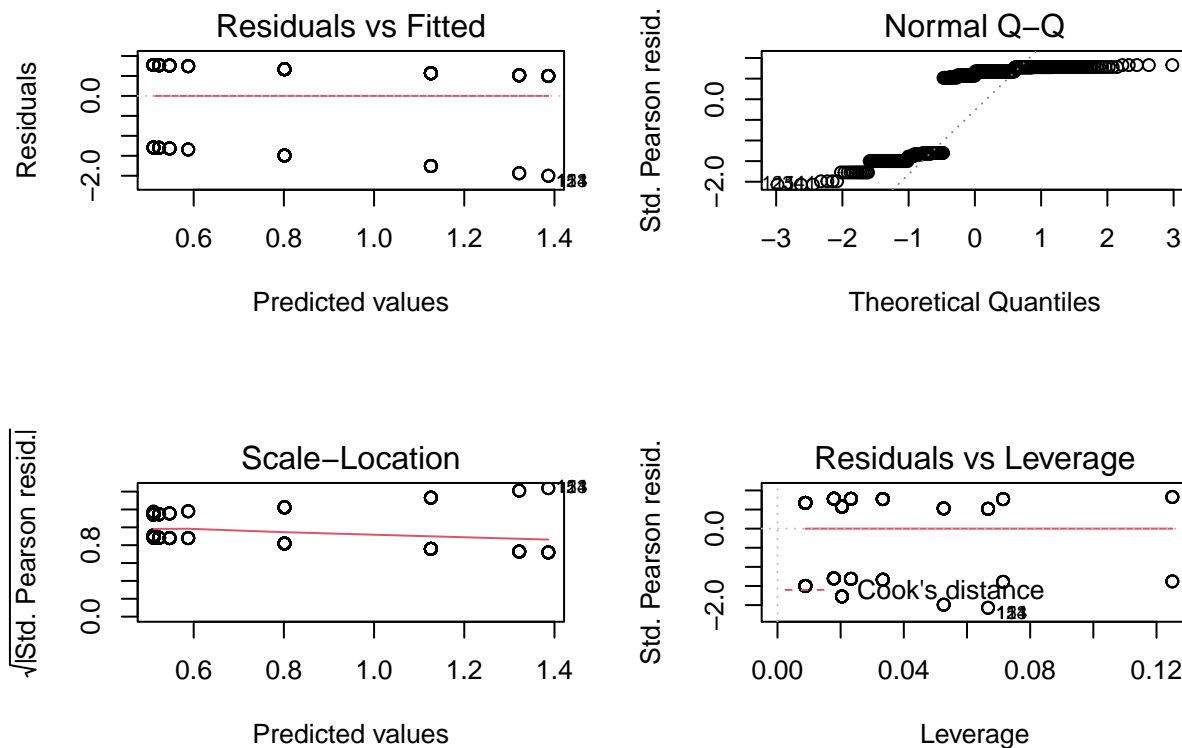 Residuals vs Fitted
Residuals
0.0
−2.0
0.6 0.8 1.0 1.2 1.4
Predicted values
Normal Q−Q
Std. Pearson resid.
0.0
−2.0
−3 −2 −1 0 1 2 3
Theoretical Quantiles
Scale−Location
√|Std. Pearson resid.|
0.8
0.0
0.6 0.8 1.0 1.2 1.4
Predicted values
Residuals vs Leverage
Std. Pearson resid.
0.0
−2.0
Cook's distance
0.00 0.04 0.08 0.12
Leverage